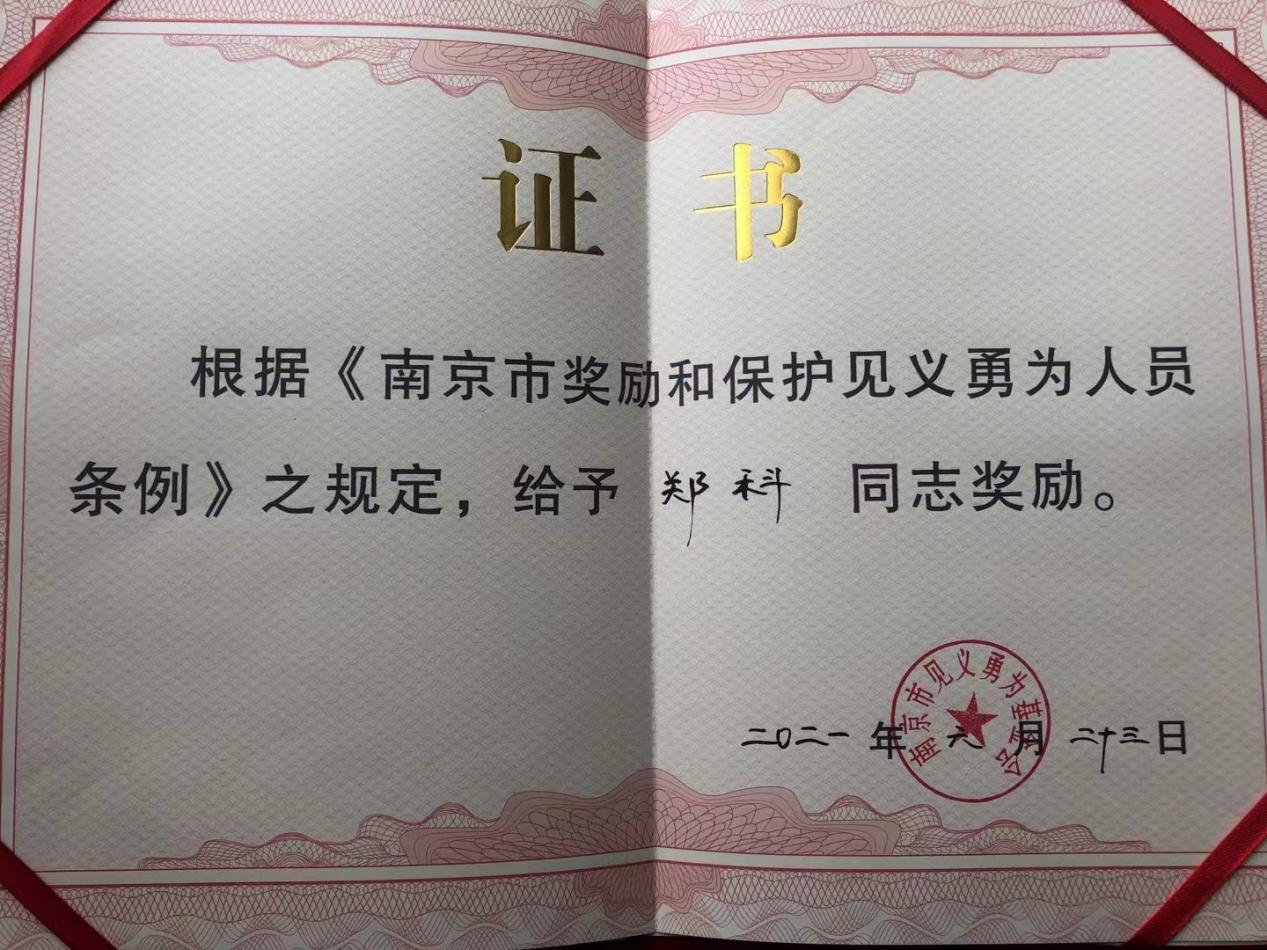 证书
根据《南京市奖励和保护见义勇为人员
条例》之规定，给予 郑科 同志奖励。
南京市见义勇为基金会
二〇二一年六月二十三日